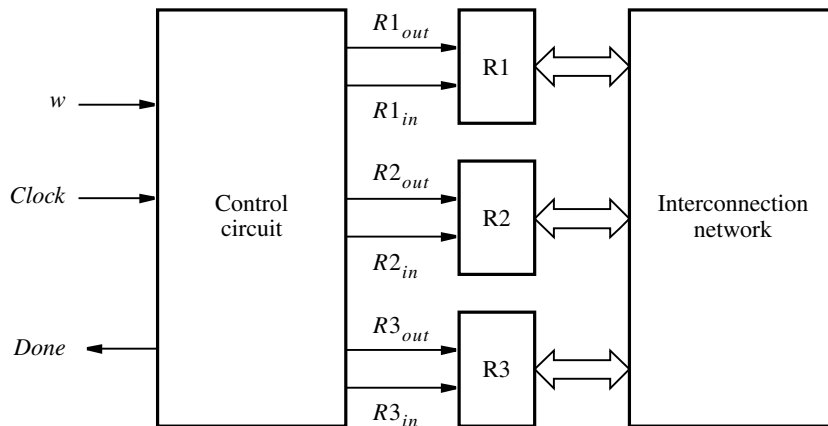 R1out
w
R1in
R1
Clock
Control
circuit
R2out
R2in
R2
Interconnection
network
Done
R3out
R3in
R3